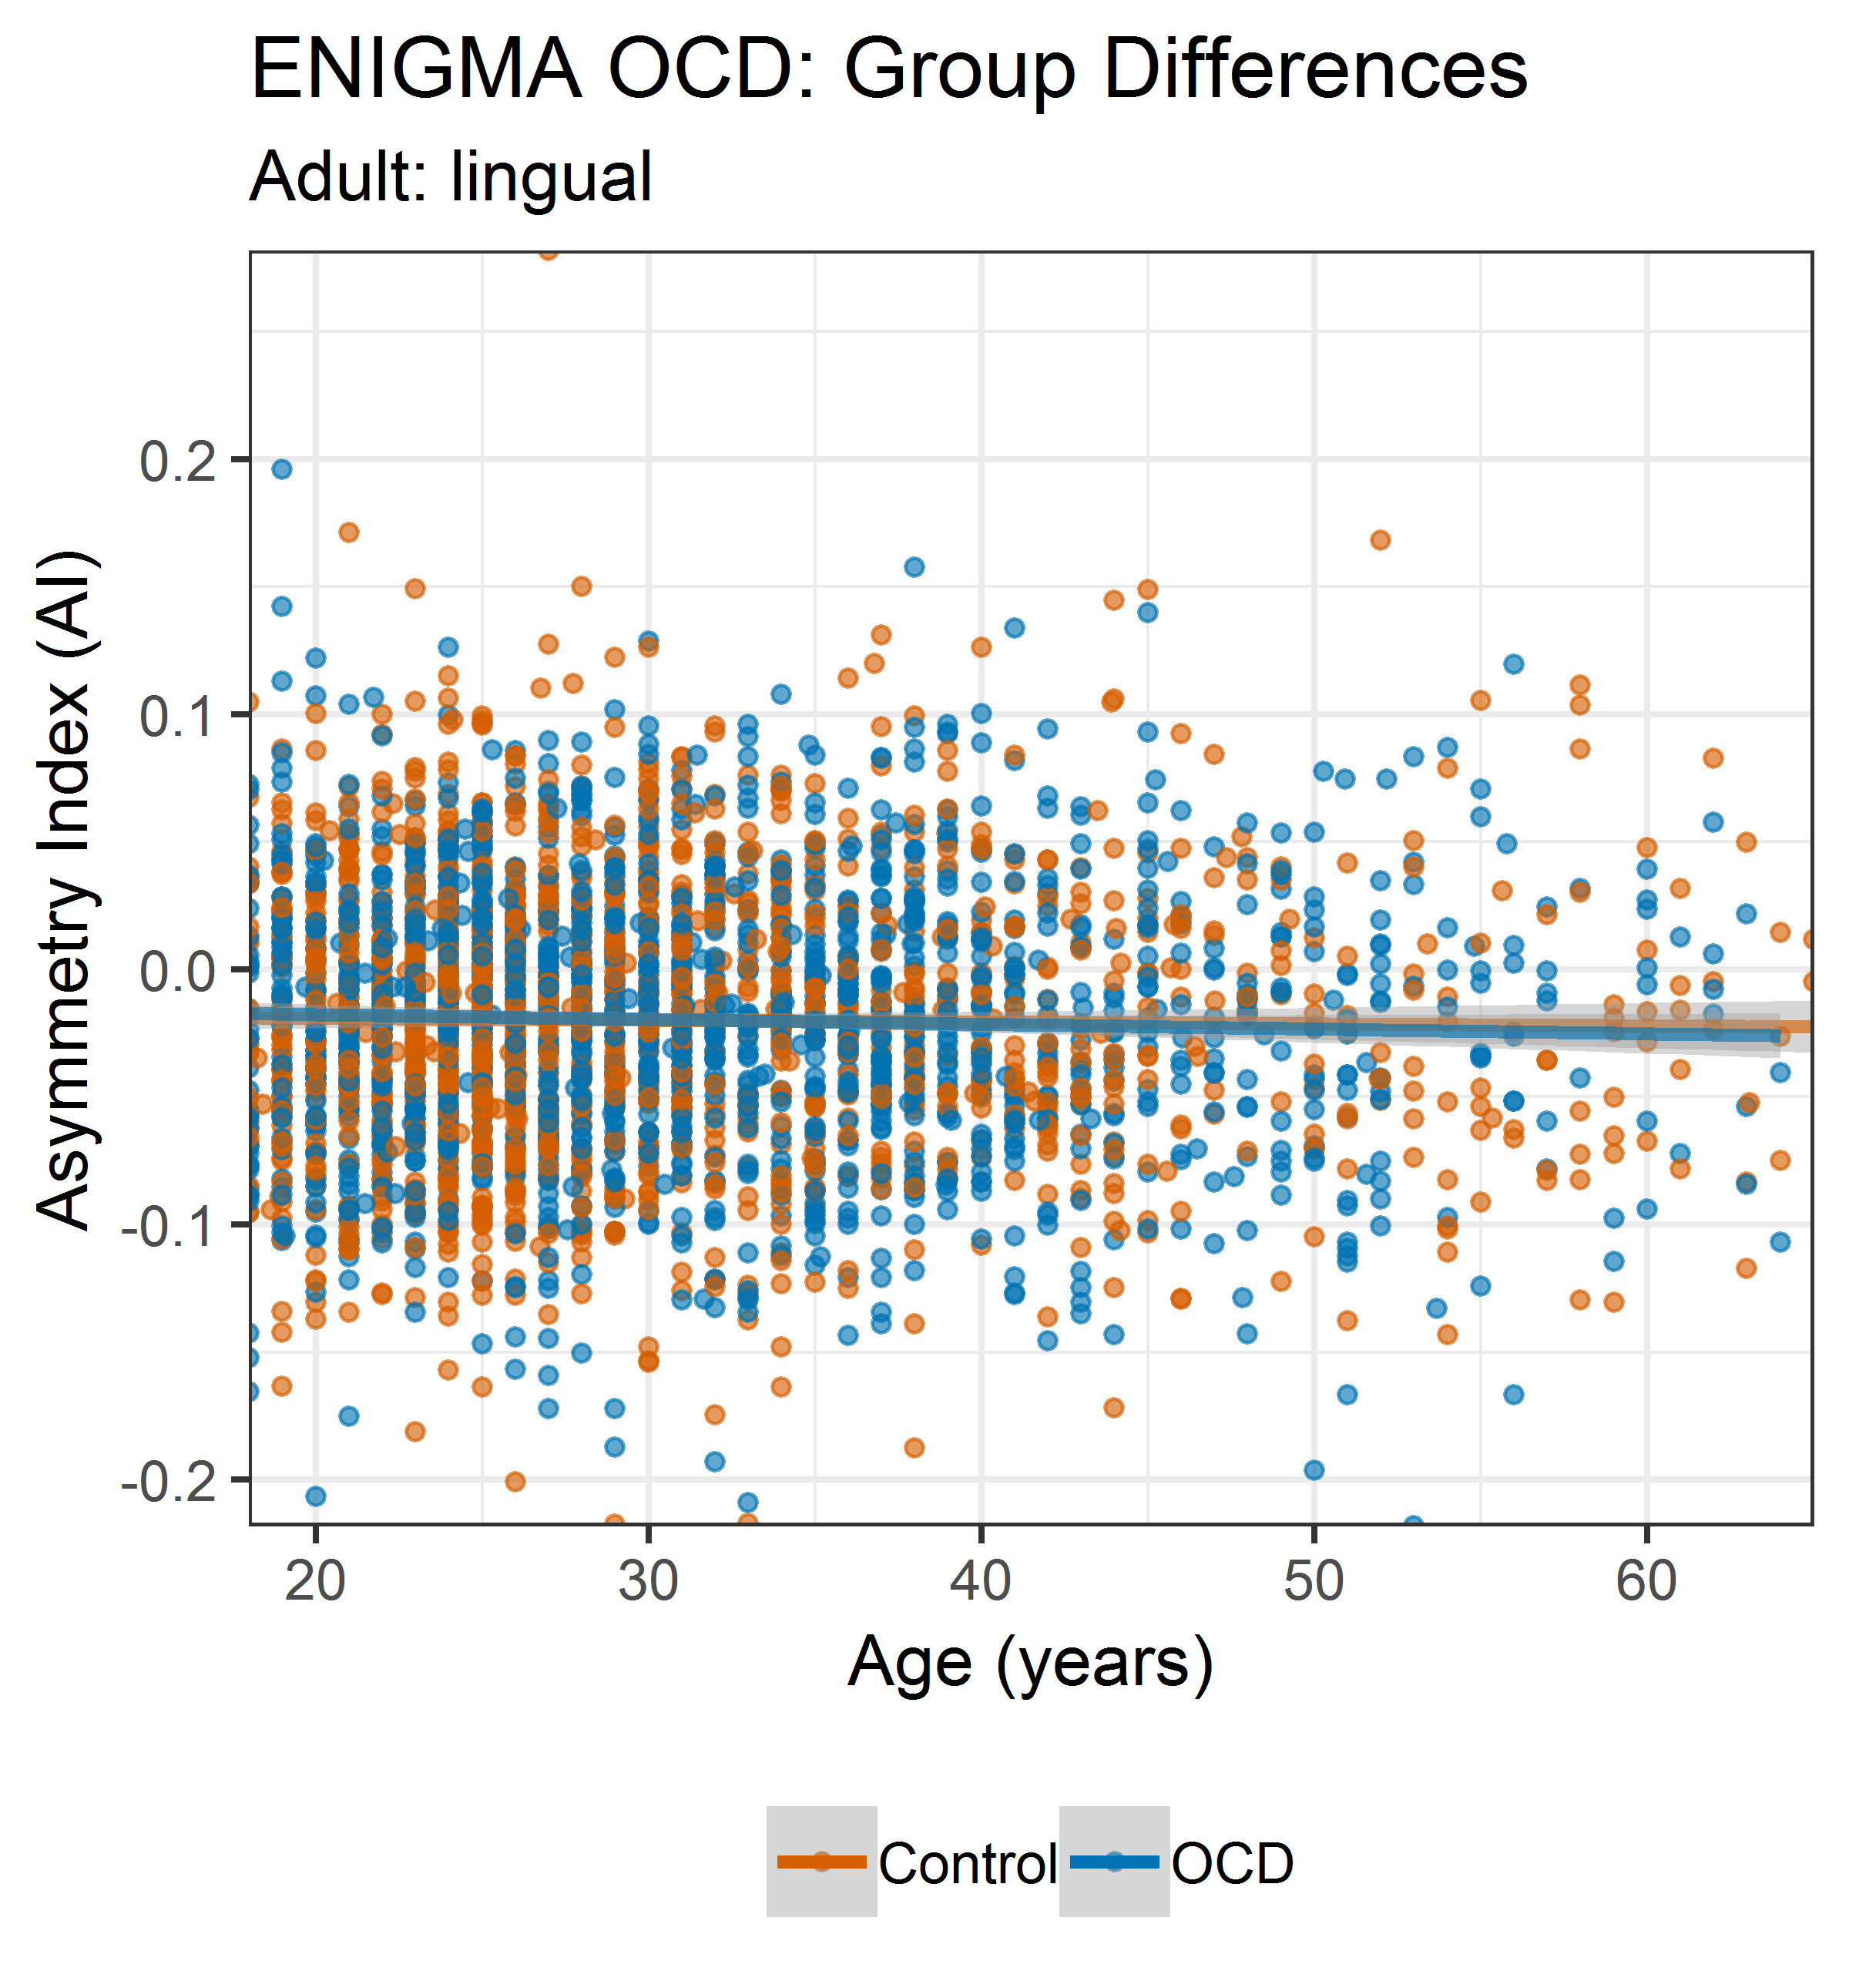 ENIGMA OCD: Group Differences
Adult: lingual
Asymmetry Index (AI)
0.2
0.1
0.0
-0.1
-0.2
20 30 40 50 60
Age (years)
Control OCD